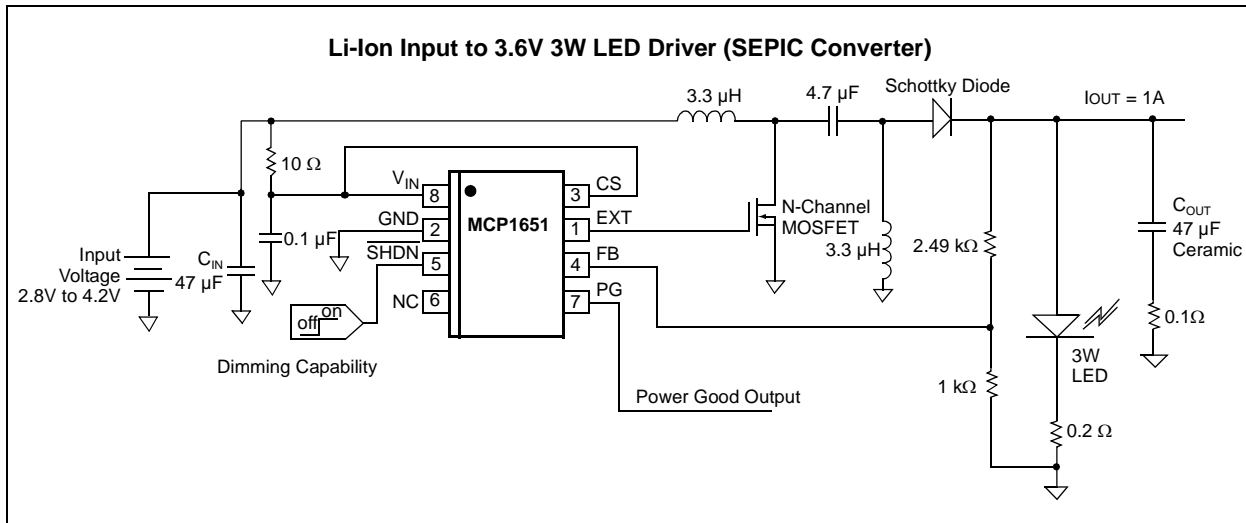 Li-Ion Input to 3.6V 3W LED Driver (SEPIC Converter)
Schottky Diode
3.3 µH
4.7 µF
IOUT = 1A
10 Ω
VIN
8
MCP1651
3
CS
GND
2
1
EXT
N-Channel
MOSFET
0.1 µF
SHDN
5
4
FB
3.3 µH
2.49 kΩ
COUT
47 µF
Ceramic
Input
Voltage
2.8V to 4.2V
CIN
47 µF
NC
6
7
PG
off on
Dimming Capability
Power Good Output
1 kΩ
3W
LED
0.1Ω
0.2 Ω